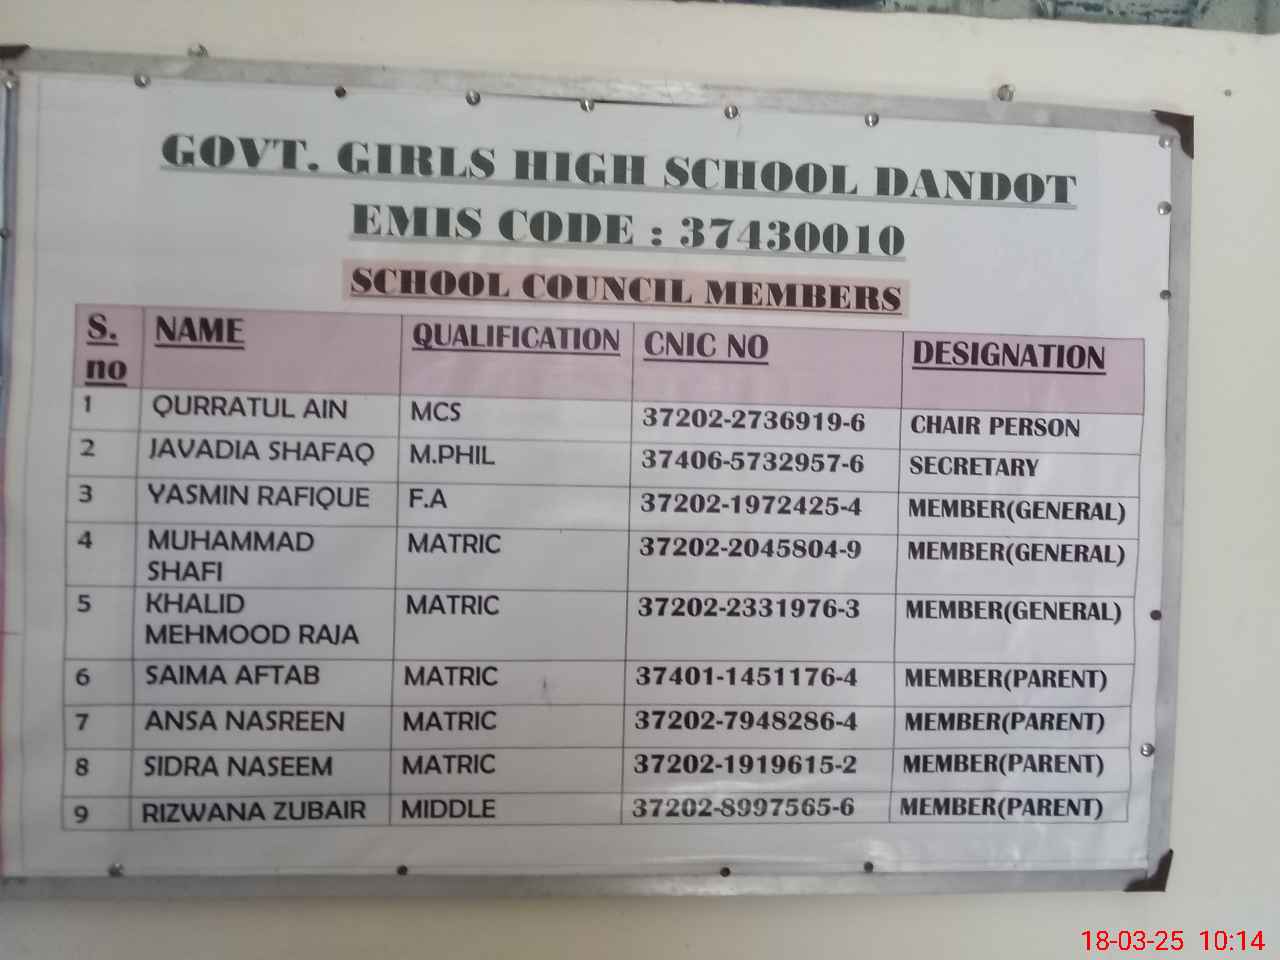 GOVT. GIRLS HIGH SCHOOL DANDOT
EMIS CODE : 37430010
SCHOOL COUNCIL MEMBERS
S. no NAME QUALIFICATION CNIC NO DESIGNATION
1 QURRATUL AIN MCS 37202-2736919-6 CHAIR PERSON
2 JAVADIA SHAFAQ M.PHIL 37406-5732957-6 SECRETARY
3 YASMIN RAFIQUE F.A 37202-1972425-4 MEMBER(GENERAL)
4 MUHAMMAD SHAFI MATRIC 37202-2045804-9 MEMBER(GENERAL)
5 KHALID MEHMOOD RAJA MATRIC 37202-2331976-3 MEMBER(GENERAL)
6 SAIMA AFTAB MATRIC 37401-1451176-4 MEMBER(PARENT)
7 ANSA NASREEN MATRIC 37202-7948286-4 MEMBER(PARENT)
8 SIDRA NASEEM MATRIC 37202-1919615-2 MEMBER(PARENT)
9 RIZWANA ZUBAIR MIDDLE 37202-8997565-6 MEMBER(PARENT)
18-03-25 10:14